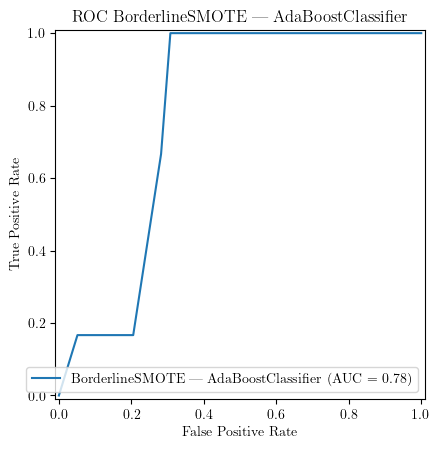 ROC BorderlineSMOTE — AdaBoostClassifier
1.0
0.8
0.6
0.4
0.2
0.0
True Positive Rate
BorderlineSMOTE — AdaBoostClassifier (AUC = 0.78)
0.0 0.2 0.4 0.6 0.8 1.0
False Positive Rate